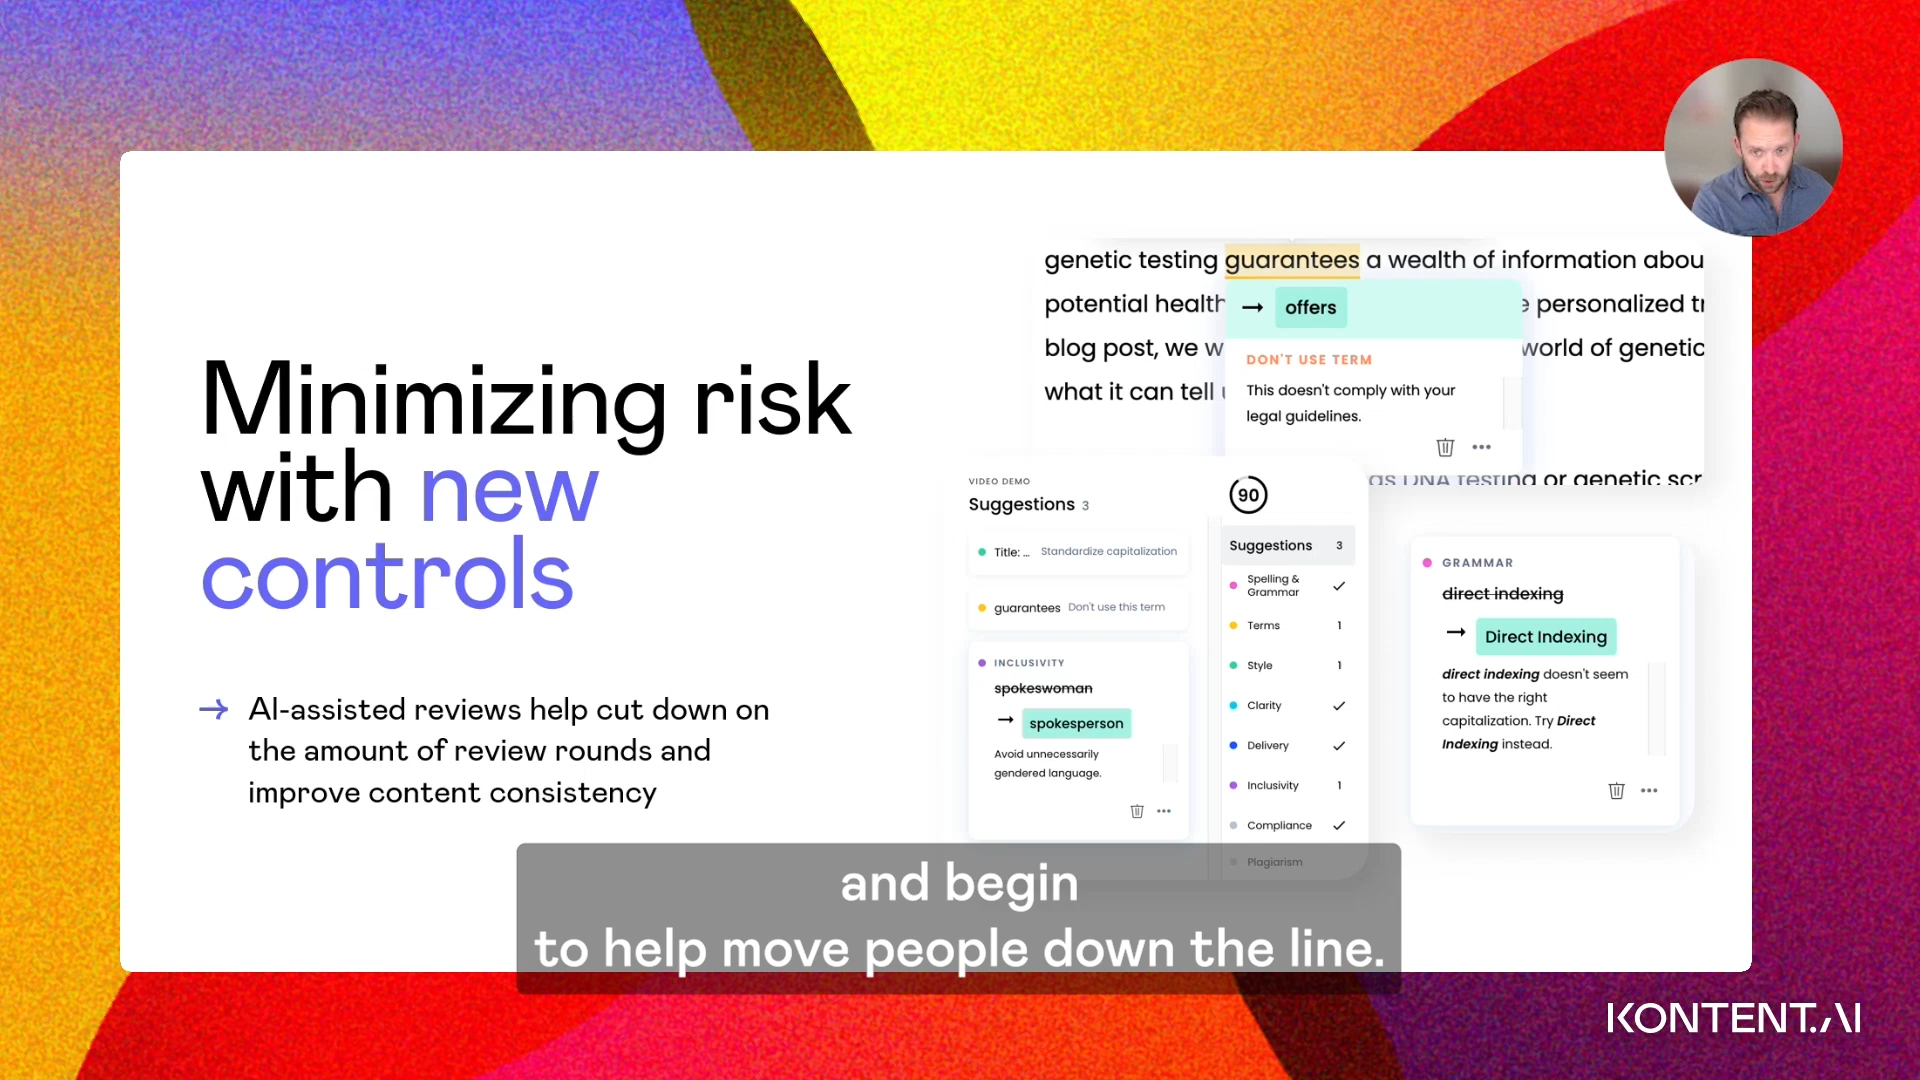 Minimizing risk
with new
controls
AI-assisted reviews help cut down on
the amount of review rounds and
improve content consistency
genetic testing guarantees a wealth of information abou
potential health
personalized
blog post, we
world of genetic
what it can tell
→ offers
DON'T USE TERM
This doesn't comply with your
legal guidelines.
as DNA testing or genetic scr
VIDEO DEMO
Suggestions 3
Title: ... Standardize capitalization
guarantees Don't use this term
INCLUSIVITY
spokeswoman
→ spokesperson
Avoid unnecessarily
gendered language.
90
Suggestions 3
Spelling &
Grammar
Terms 1
Style 1
Clarity
Delivery
Inclusivity 1
Compliance
Plagiarism
GRAMMAR
direct indexing
→ Direct Indexing
direct indexing doesn't seem
to have the right
capitalization. Try Direct
Indexing instead.
and begin
to help move people down the line.
KONTENT.AI